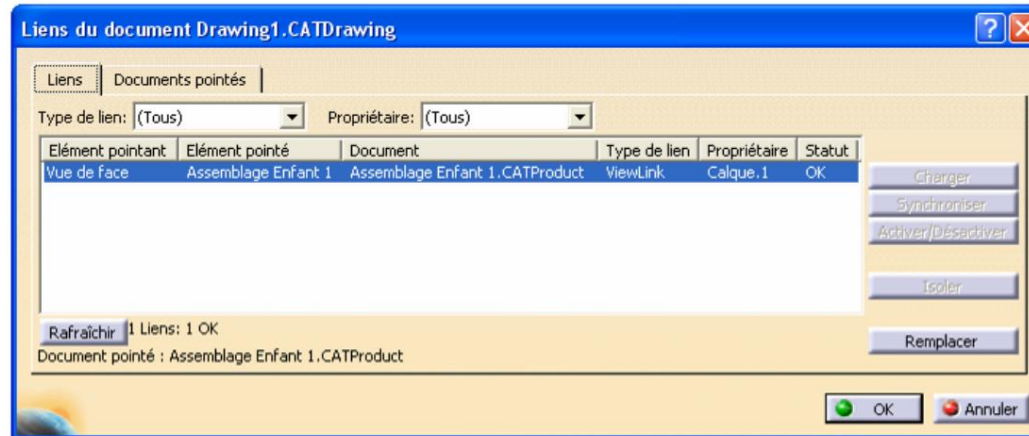 Liens du document Drawing1.CATDrawing
Liens Documents pointés
Type de lien: (Tous) Propriétaire: (Tous)
Elément pointant Elément pointé Document Type de lien Propriétaire Statut
Vue de face Assemblage Enfant 1 Assemblage Enfant 1.CATProduct ViewLink Calque.1 OK
Charger
Synchroniser
Activer/Désactiver
Isoler
Rafraîchir 1 Liens: 1 OK
Remplacer
Document pointé : Assemblage Enfant 1.CATProduct
OK Annuler